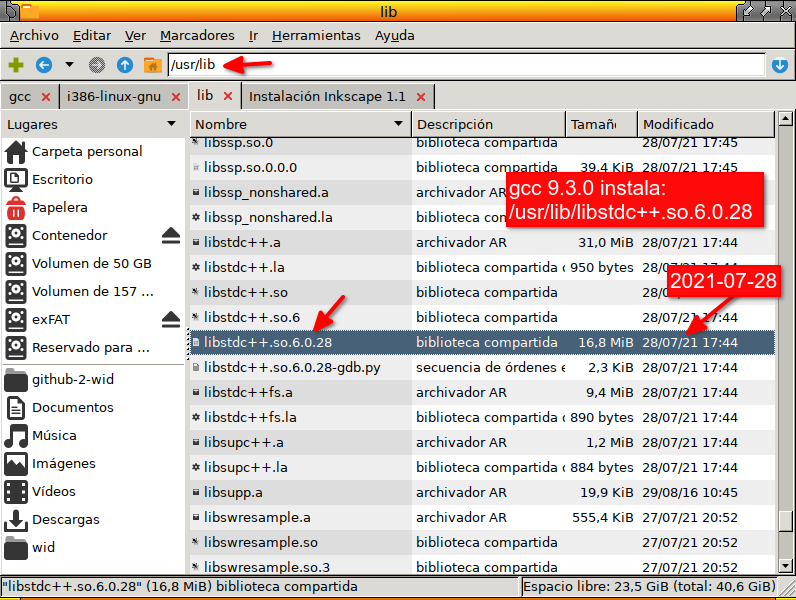 lib
Archivo Editar Ver Marcadores Ir Herramientas Ayuda
/usr/lib
gcc i386-linux-gnu lib Instalación Inkscape 1.1
Lugares
Carpeta personal
Escritorio
Papelera
Contenedor
Volumen de 50 GB
Volumen de 157 ...
exFAT
Reservado para ...
github-2-wid
Documentos
Música
Imágenes
Vídeos
Descargas
wid
Nombre Descripción Tamañ Modificado
libssp.so.0 biblioteca compartida 28/07/21 17:45
libssp.so.0.0.0 biblioteca compartida 39,4 KiB 28/07/21 17:45
libssp_nonshared.a archivador AR
libssp_nonshared.la biblioteca compartida
libstdc++.a archivador AR 31,0 MiB 28/07/21 17:44
libstdc++.la biblioteca compartida 950 bytes 28/07/21 17:44
libstdc++.so biblioteca compartida 28/0
libstdc++.so.6 biblioteca compartida 28/07/21 17:44
libstdc++.so.6.0.28 biblioteca compartida 16,8 MiB 28/07/21 17:44
libstdc++.so.6.0.28-gdb.py secuencia de órdenes e 2,3 KiB 28/07/21 17:44
libstdc++fs.a archivador AR 9,4 MiB 28/07/21 17:44
libstdc++fs.la biblioteca compartida 890 bytes 28/07/21 17:44
libsupc++.a archivador AR 1,2 MiB 28/07/21 17:44
libsupc++.la biblioteca compartida 884 bytes 28/07/21 17:44
libsupp.a archivador AR 19,9 KiB 29/08/16 10:45
libswresample.a archivador AR 555,4 KiB 27/07/21 20:52
libswresample.so biblioteca compartida 27/07/21 20:52
libswresample.so.3 biblioteca compartida 27/07/21 20:52
gcc 9.3.0 instala:
/usr/lib/libstdc++.so.6.0.28
2021-07-28
"libstdc++.so.6.0.28" (16,8 MiB) biblioteca compartida Espacio libre: 23,5 GiB (total: 40,6 GiB)